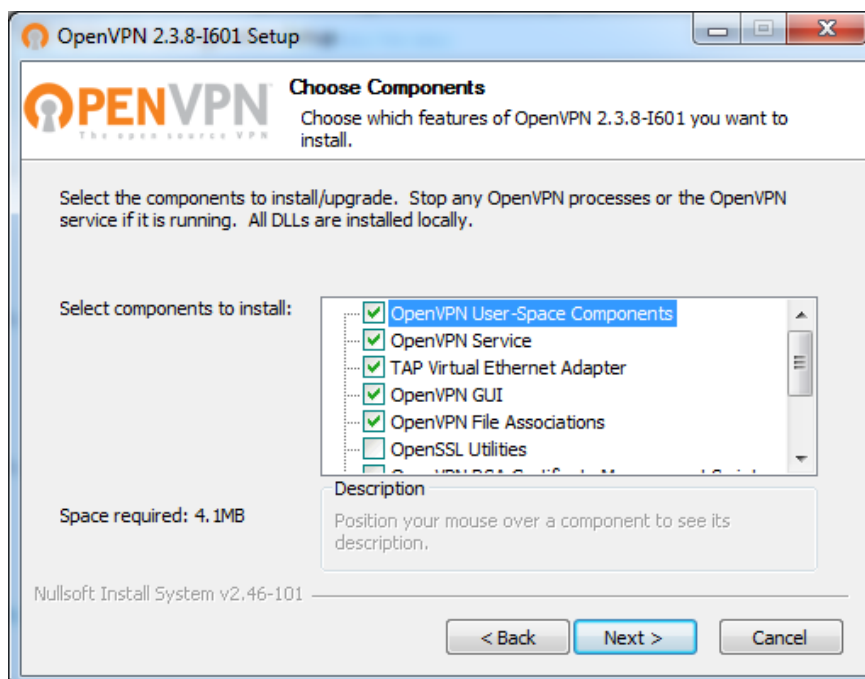 OpenVPN 2.3.8-I601 Setup
OPENVPN
The open source VPN
Choose Components
Choose which features of OpenVPN 2.3.8-I601 you want to
install.
Select the components to install/upgrade. Stop any OpenVPN processes or the OpenVPN
service if it is running. All DLLs are installed locally.
Select components to install:
OpenVPN User-Space Components
OpenVPN Service
TAP Virtual Ethernet Adapter
OpenVPN GUI
OpenVPN File Associations
OpenSSL Utilities
Space required: 4.1MB
Description
Position your mouse over a component to see its
description.
Nullsoft Install System v2.46-101
< Back
Next >
Cancel